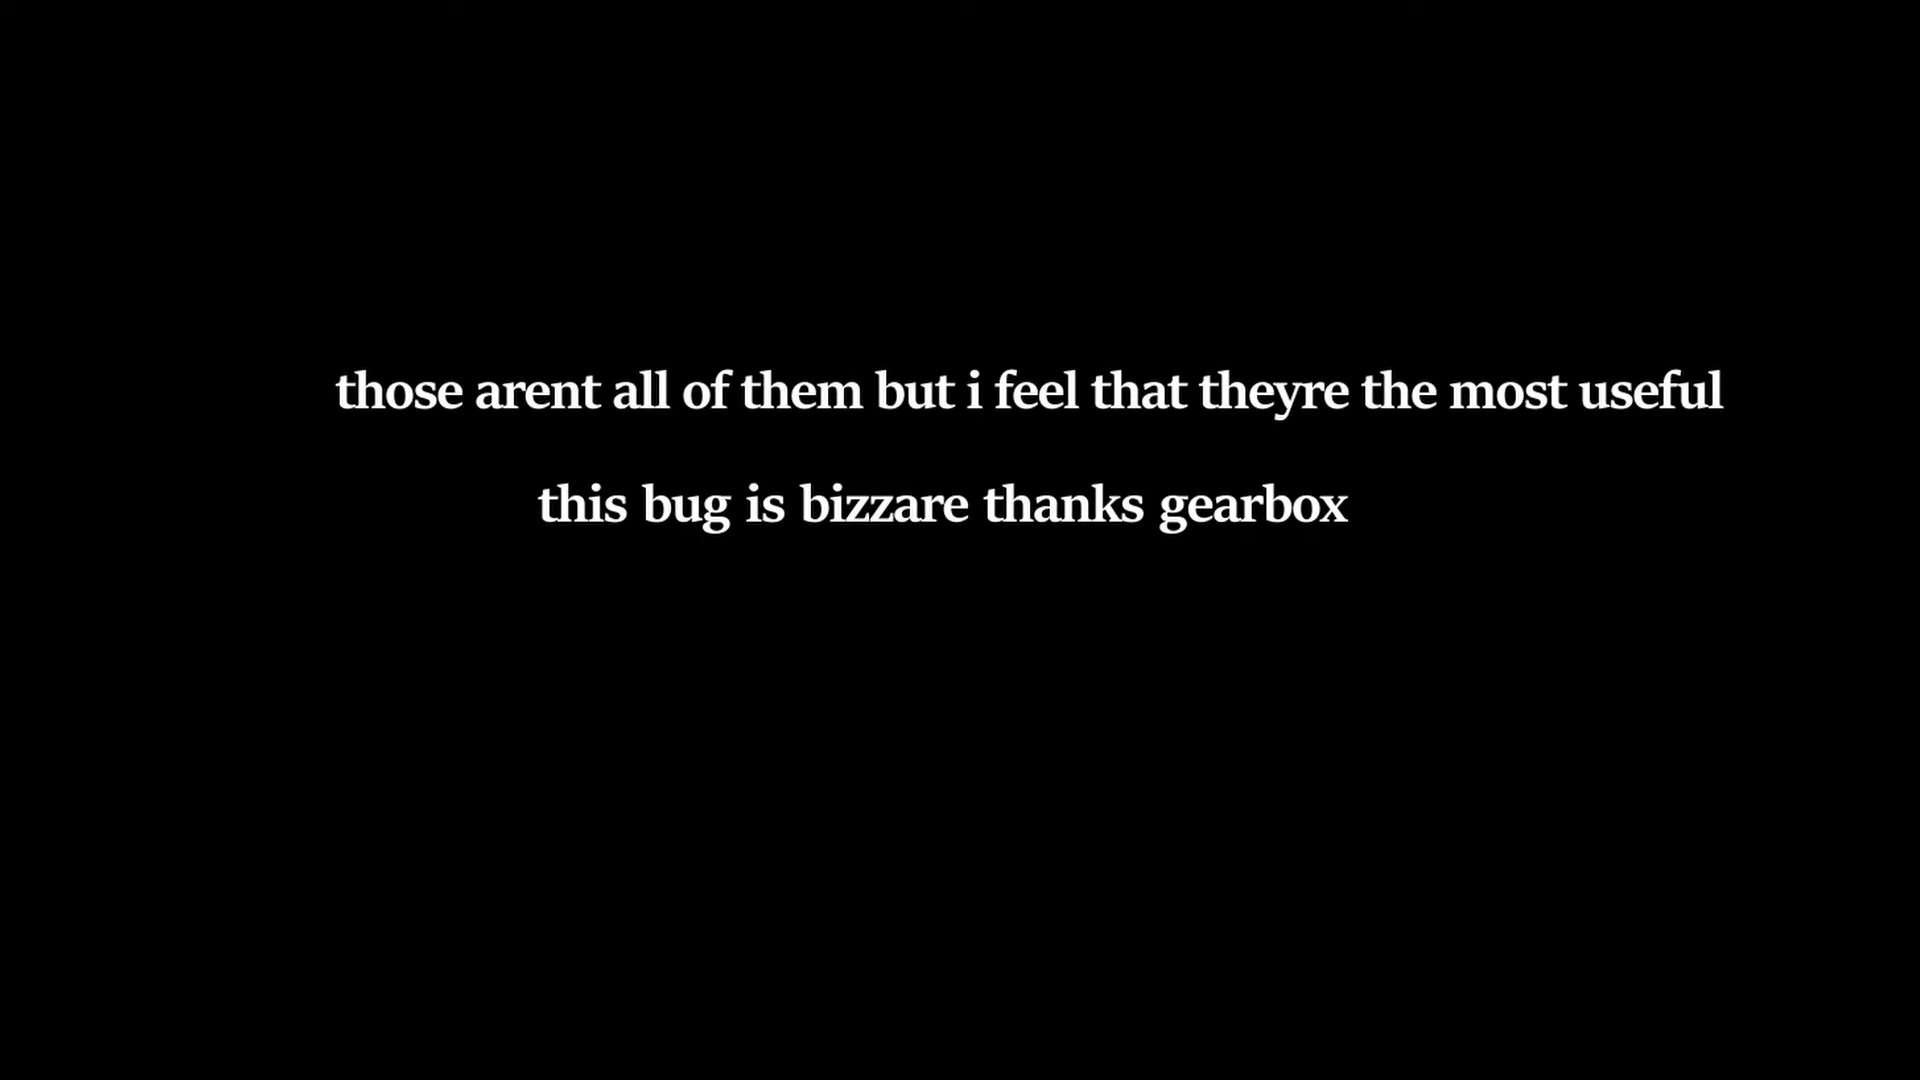 those arent all of them but i feel that theyre the most useful
this bug is bizzare thanks gearbox